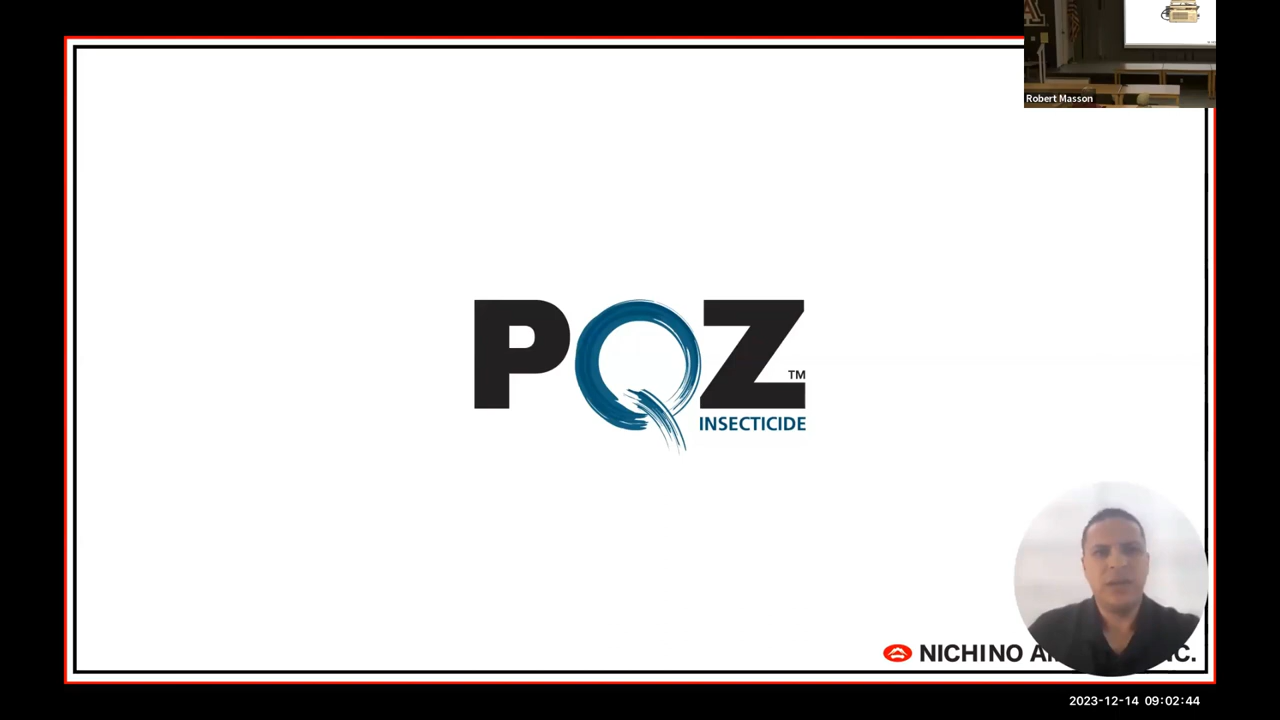 Robert Masson
PQZ
TM
INSECTICIDE
NICHINO
C.
2023-12-14 09:02:44